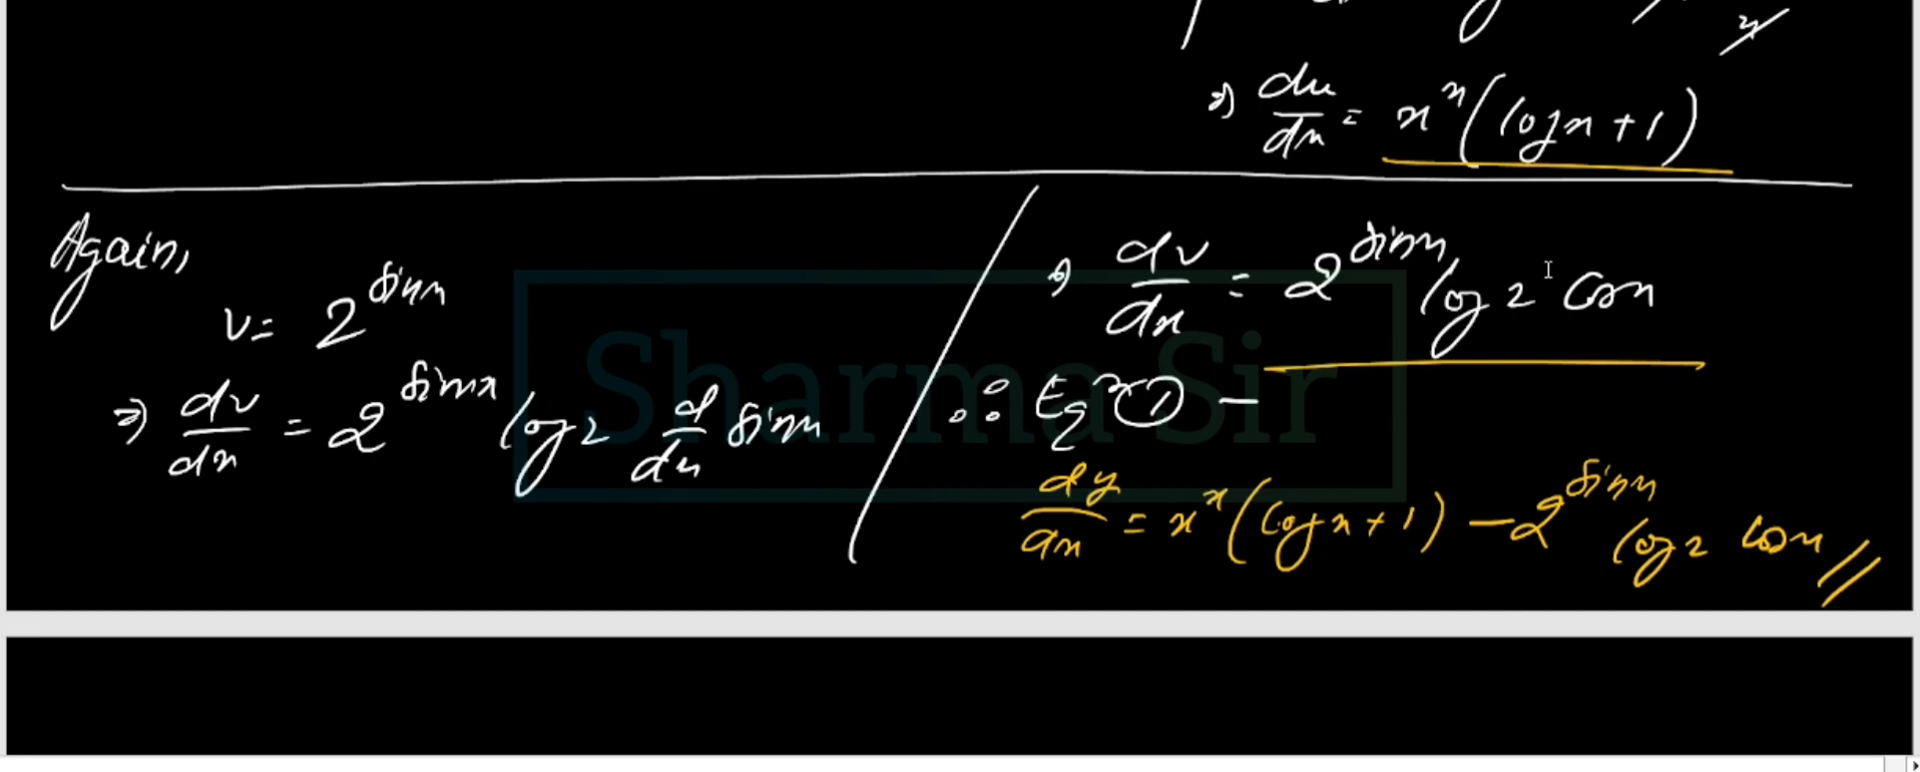 ⇒) du/dx = x^x (log x + 1)
Again,
v = 2^sin x
⇒) dv/dx = 2^sin x log 2 d/dx sin x
⇒) dv/dx = 2^sin x log 2 cos x
∴ Eqn ① –
dy/dx = x^x (log x + 1) – 2^sin x log 2 cos x //
Sharma Sir